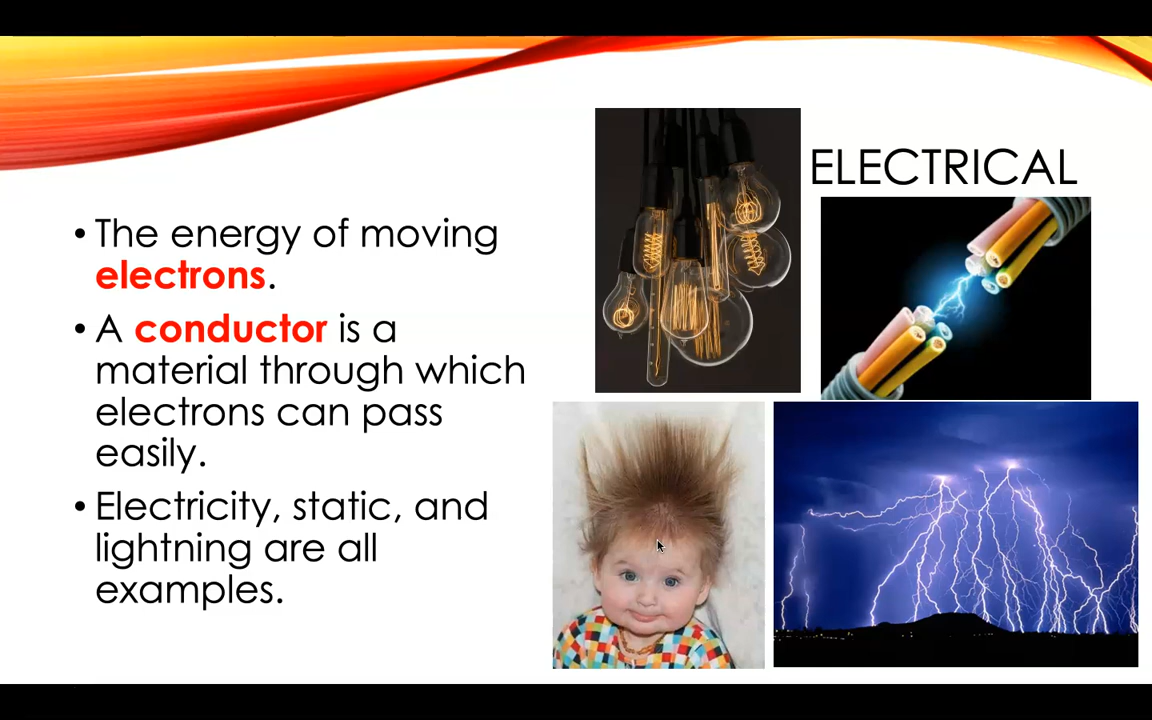 ELECTRICAL
• The energy of moving
electrons.
• A conductor is a
material through which
electrons can pass
easily.
• Electricity, static, and
lightning are all
examples.